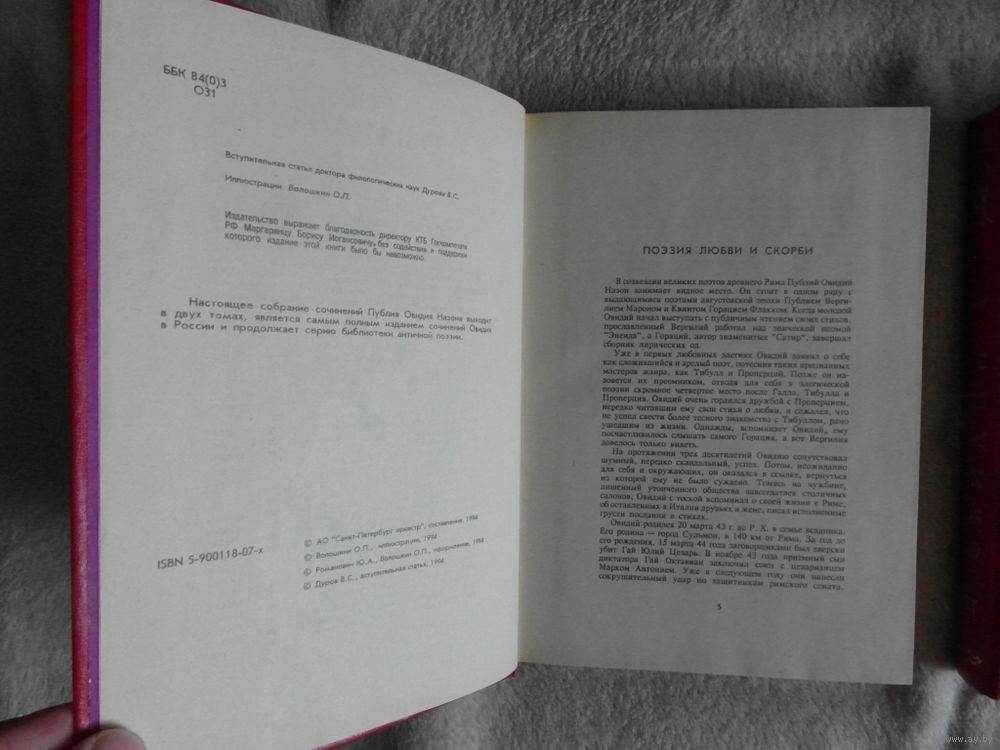 ББК 84(0)3
О31
Вступительная статья доктора филологических наук Дурова В.С.
Иллюстрации Волошкин О.П.
Издательство выражает благодарность директору КТБ Госкомпечати
РФ Маргарянцу Борису Иогансовичу, без содействия и поддержки
которого издание этой книги было бы невозможно.
Настоящее собрание сочинений Публия Овидия Назона выходит
в двух томах, является самым полным изданием сочинений Овидия
в России и продолжает серию библиотеки античной поэзии.
ISBN 5-900118-07-х
© АО "Санкт-Петербург оркестр", составление, 1994
© Волошкин О.П., иллюстрации, 1994
© Романович Ю.А., Волошкин О.П., оформление, 1994
© Дуров В.С., вступительная статья, 1994
ПОЭЗИЯ ЛЮБВИ И СКОРБИ
В созвездии великих поэтов древнего Рима Публий Овидий
Назон занимает видное место. Он стоит в одном ряду с
выдающимися поэтами августовской эпохи Публием Верги-
лием Мароном и Квинтом Горацием Флакком. Когда молодой
Овидий начал выступать с публичным чтением своих стихов,
прославленный Вергилий работал над эпической поэмой
"Энеида", а Гораций, автор знаменитых "Сатир", завершал
сборник лирических од.
Уже в первых любовных элегиях Овидий заявил о себе
как сложившийся и зрелый поэт, потеснив таких признанных
мастеров жанра, как Тибулл и Проперций. Позже он на-
зовется их преемником, отводя для себя в элегической
поэзии скромное четвертое место после Галла, Тибулла и
Проперция. Овидий очень гордился дружбой с Проперцием,
нередко читавшим ему свои стихи о любви, и сожалел, что
не успел свести более тесного знакомства с Тибуллом, рано
ушедшим из жизни. Однажды, вспоминает Овидий, ему
посчастливилось слышать самого Горация, а вот Вергилия
довелось только видеть.
На протяжении трех десятилетий Овидию сопутствовал
шумный, нередко скандальный, успех. Потом, неожиданно
для себя и окружающих, он оказался в ссылке, вернуться
из которой ему не было суждено. Томясь на чужбине,
лишенный утонченного общества завсегдатаев столичных
салонов, Овидий с тоской вспоминал о своей жизни в Риме,
об оставленных в Италии друзьях и жене, писал исполненные
грусти послания в стихах.
Овидий родился 20 марта 43 г. до Р. Х. в семье всадника.
Его родина — город Сульмон, в 140 км от Рима. За год до
его рождения, 15 марта 44 года заговорщиками был зверски
убит Гай Юлий Цезарь. В ноябре 43 года приемный сын
диктатора Гай Октавиан заключил союз с цезарианцем
Марком Антонием. Уже в следующем году они нанесли
сокрушительный удар по защитникам римского сената,
5
www.ay.by